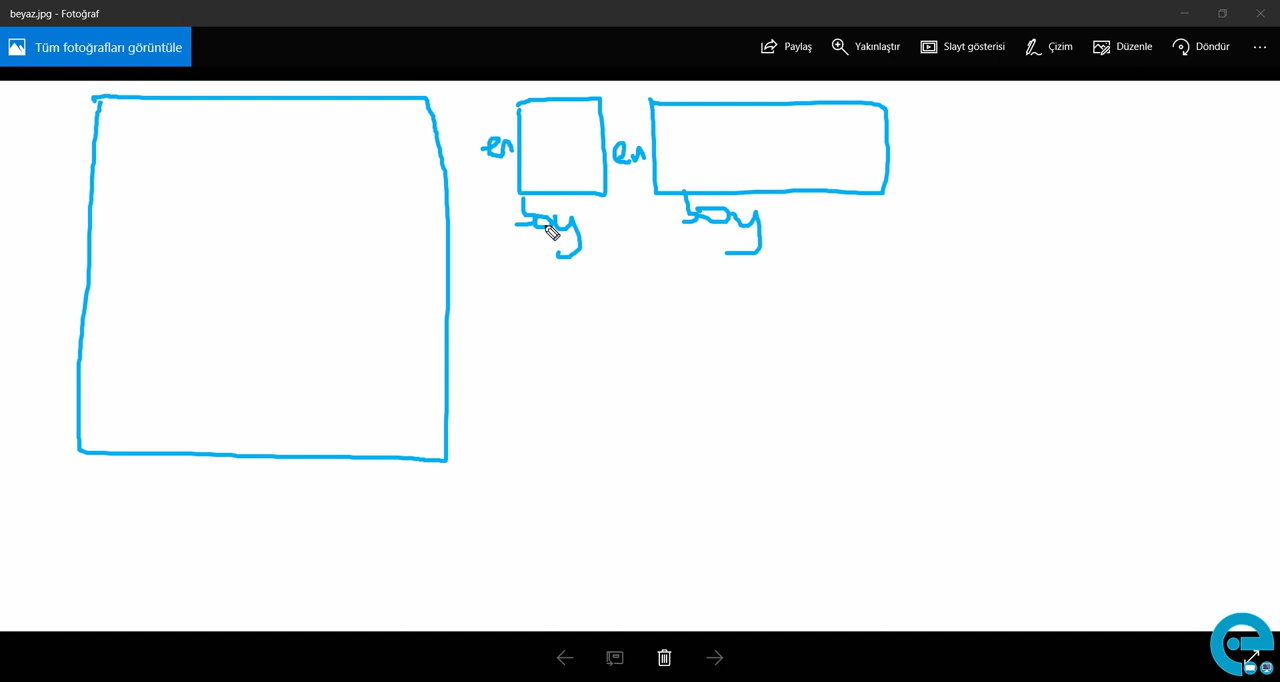 beyaz.jpg - Fotoğraf
Tüm fotoğrafları görüntüle
Paylaş
Yakınlaştır
Slayt gösterisi
Çizim
Düzenle
Döndür
en
en
boy
boy